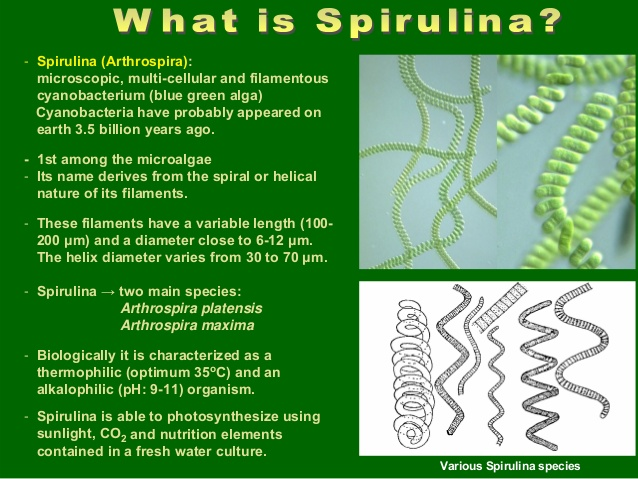 What is Spirulina?
- Spirulina (Arthrospira):
microscopic, multi-cellular and filamentous
cyanobacterium (blue green alga)
Cyanobacteria have probably appeared on
earth 3.5 billion years ago.
- 1st among the microalgae
- Its name derives from the spiral or helical
nature of its filaments.
- These filaments have a variable length (100-
200 µm) and a diameter close to 6-12 µm.
The helix diameter varies from 30 to 70 µm.
- Spirulina → two main species:
Arthrospira platensis
Arthrospira maxima
- Biologically it is characterized as a
thermophilic (optimum 35ºC) and an
alkalophilic (pH: 9-11) organism.
- Spirulina is able to photosynthesize using
sunlight, CO₂ and nutrition elements
contained in a fresh water culture.
Various Spirulina species